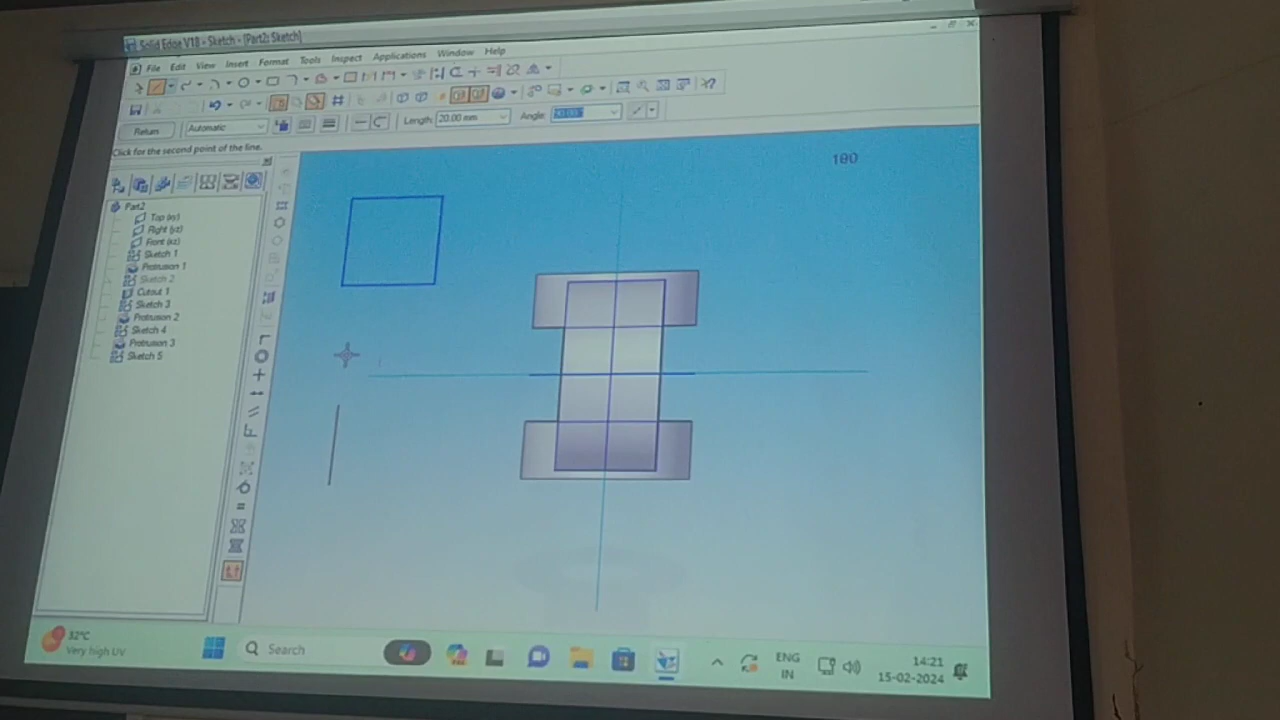 Solid Edge V18 - Sketch - [Part2: Sketch]
File Edit View Insert Format Tools Inspect Applications Window Help
Return Automatic Length: 20.00 mm Angle:
Click for the second point of the line.
180
Part2
Top (xy)
Right (yz)
Front (xz)
Sketch 1
Protrusion 1
Sketch 2
Cutout 1
Sketch 3
Protrusion 2
Sketch 4
Protrusion 3
Sketch 5
32°C
Very high UV
Search
ENG
IN
14:21
15-02-2024